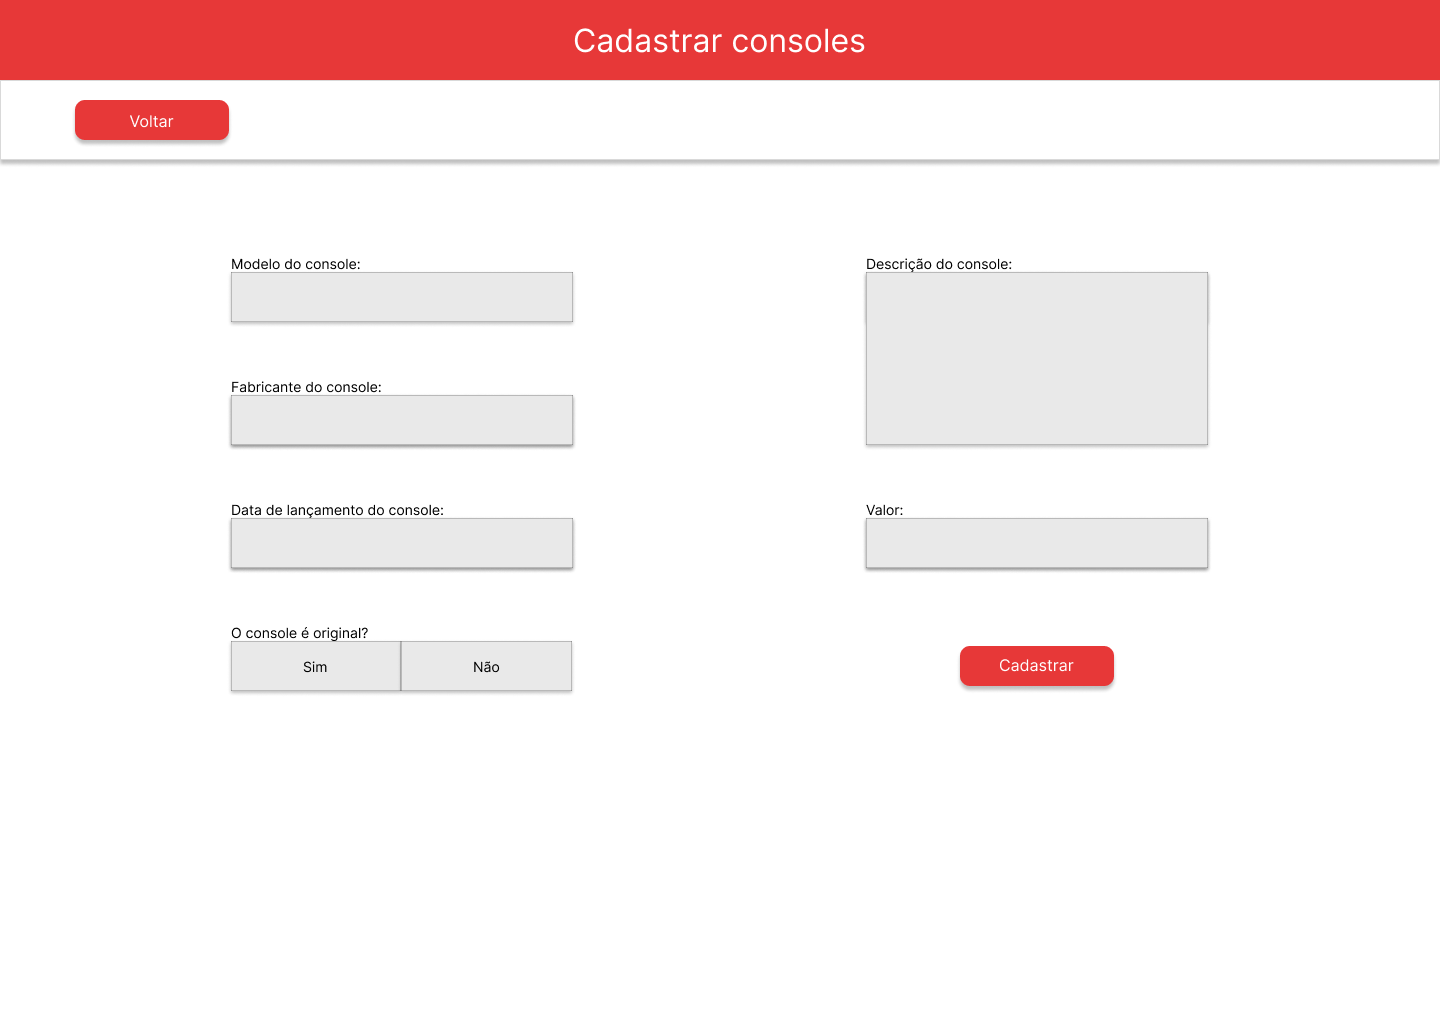 Cadastrar consoles
Voltar
Modelo do console:
Fabricante do console:
Data de lançamento do console:
O console é original?
Sim
Não
Descrição do console:
Valor:
Cadastrar